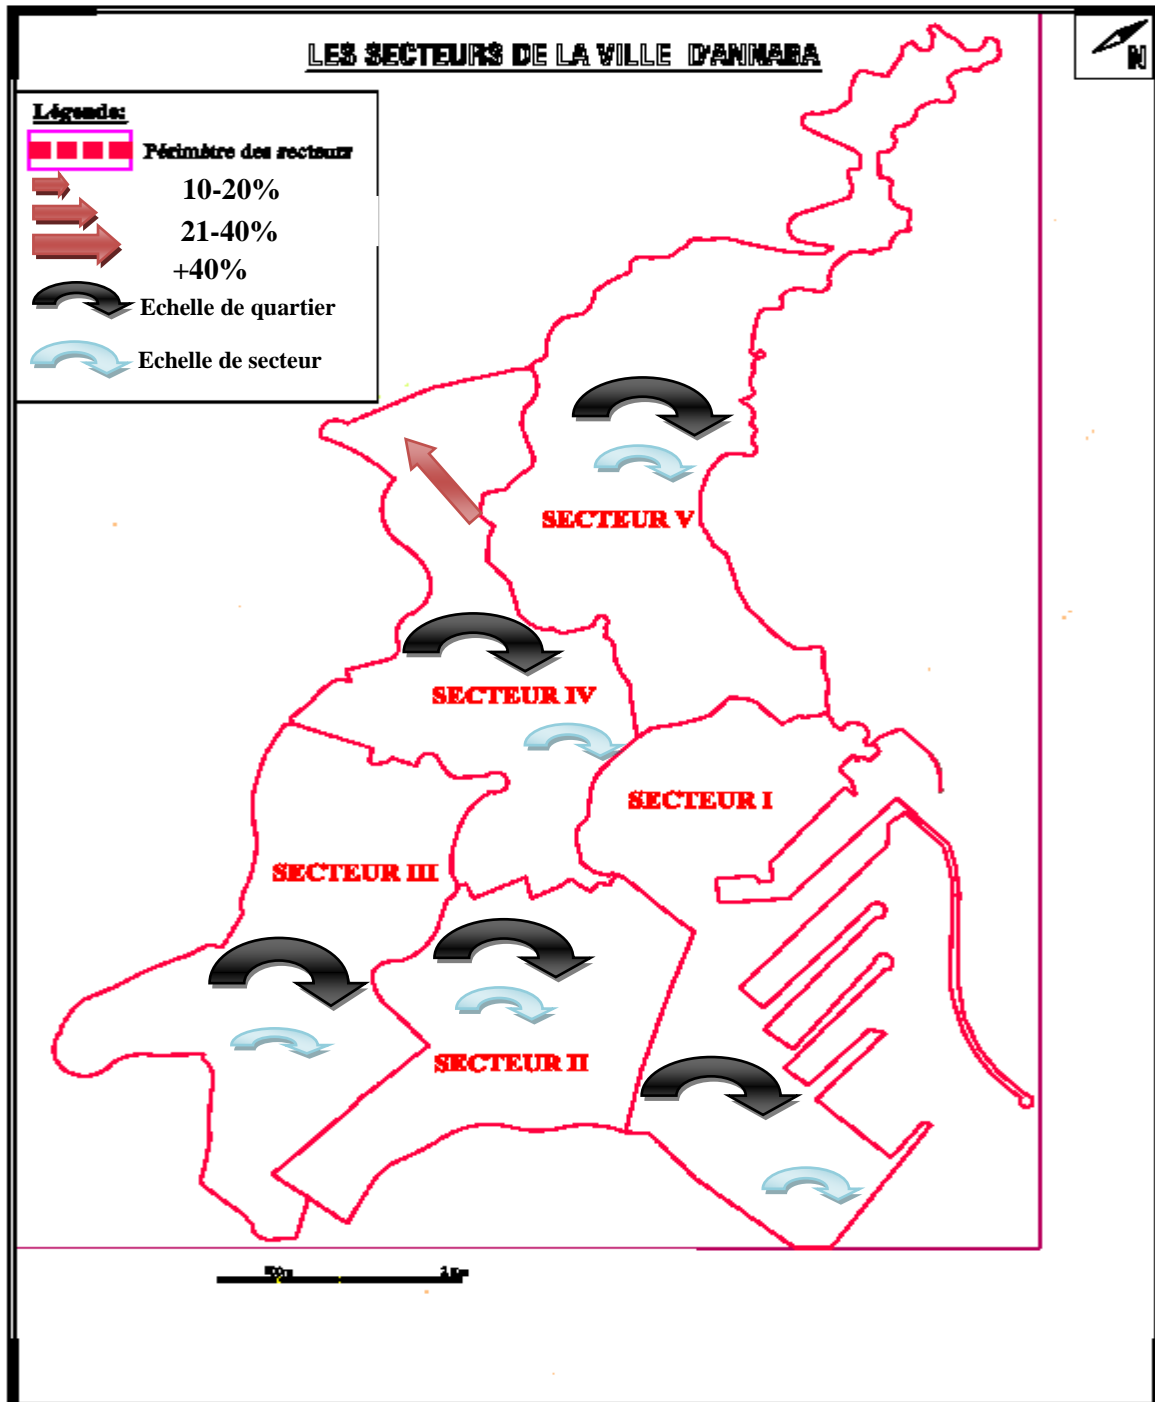 LES SECTEURS DE LA VILLE D'ANNABA
N
Légende:
Périmètre des secteurs
10-20%
21-40%
+40%
Echelle de quartier
Echelle de secteur
SECTEUR V
SECTEUR IV
SECTEUR I
SECTEUR III
SECTEUR II